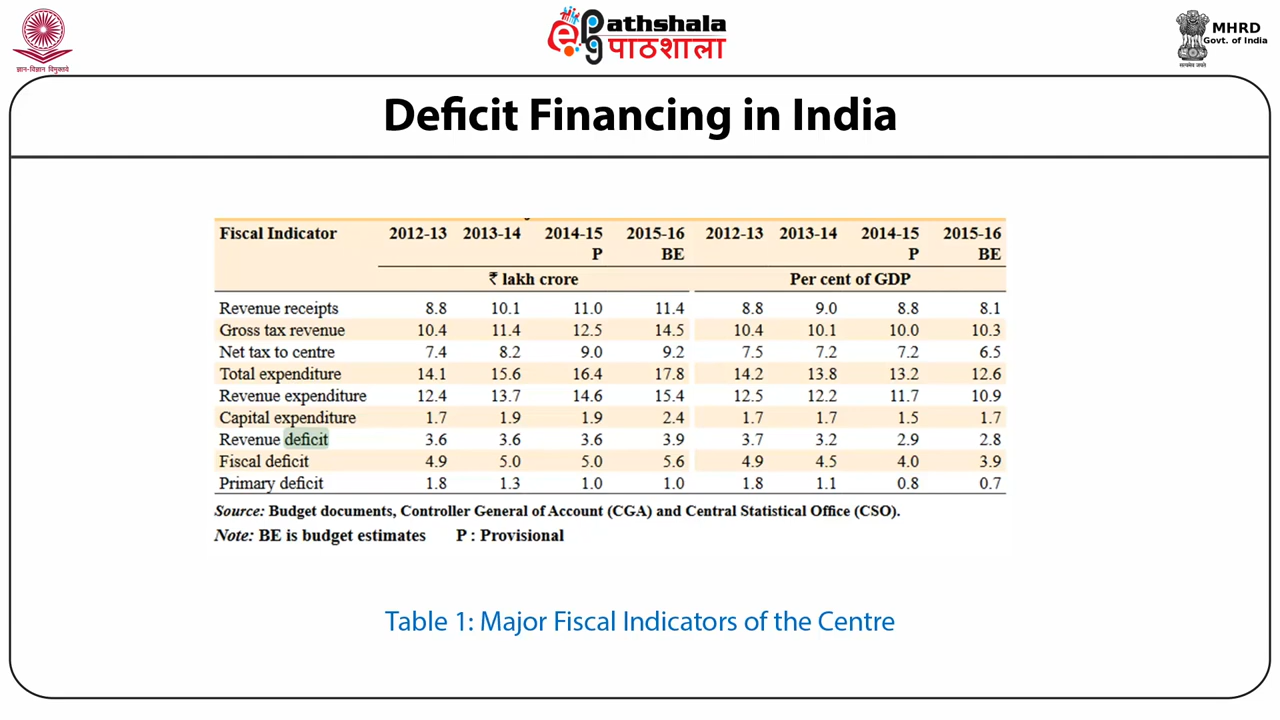 ज्ञान-विज्ञान विमुक्तये
ePathshala
पाठशाला
MHRD
Govt. of India
सत्यमेव जयते
Deficit Financing in India
Fiscal Indicator 2012-13 2013-14 2014-15 P 2015-16 BE 2012-13 2013-14 2014-15 P 2015-16 BE
₹ lakh crore Per cent of GDP
Revenue receipts 8.8 10.1 11.0 11.4 8.8 9.0 8.8 8.1
Gross tax revenue 10.4 11.4 12.5 14.5 10.4 10.1 10.0 10.3
Net tax to centre 7.4 8.2 9.0 9.2 7.5 7.2 7.2 6.5
Total expenditure 14.1 15.6 16.4 17.8 14.2 13.8 13.2 12.6
Revenue expenditure 12.4 13.7 14.6 15.4 12.5 12.2 11.7 10.9
Capital expenditure 1.7 1.9 1.9 2.4 1.7 1.7 1.5 1.7
Revenue deficit 3.6 3.6 3.6 3.9 3.7 3.2 2.9 2.8
Fiscal deficit 4.9 5.0 5.0 5.6 4.9 4.5 4.0 3.9
Primary deficit 1.8 1.3 1.0 1.0 1.8 1.1 0.8 0.7
Source: Budget documents, Controller General of Account (CGA) and Central Statistical Office (CSO).
Note: BE is budget estimates P : Provisional
Table 1: Major Fiscal Indicators of the Centre